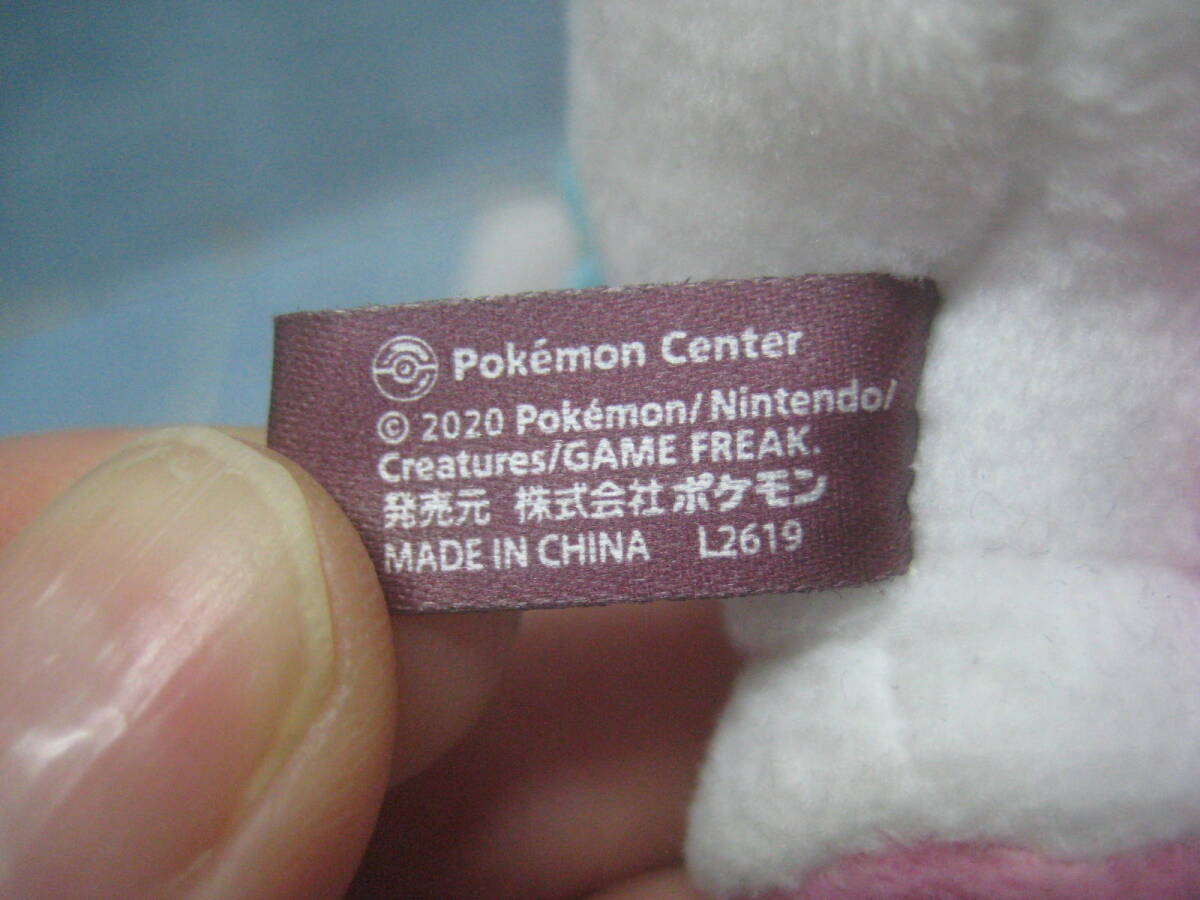 Pokémon Center
© 2020 Pokémon/Nintendo/
Creatures/GAME FREAK.
発売元 株式会社ポケモン
MADE IN CHINA L2619